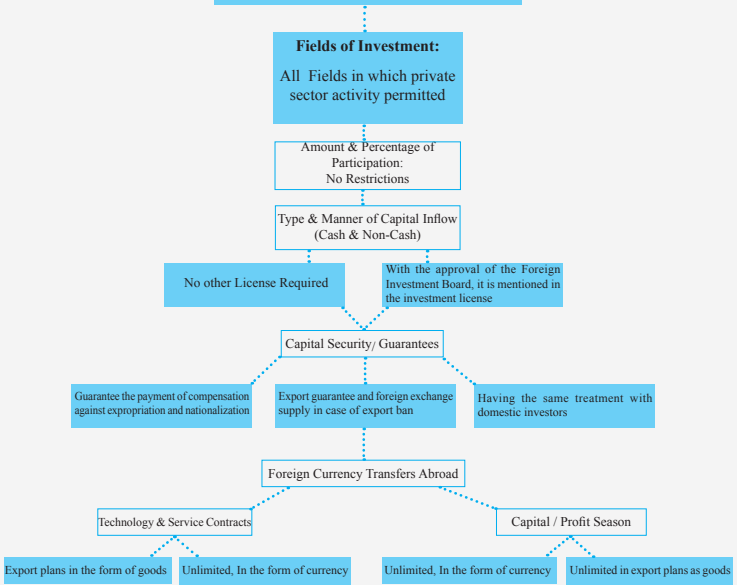 Fields of Investment:
All Fields in which private
sector activity permitted
Amount & Percentage of
Participation:
No Restrictions
Type & Manner of Capital Inflow
(Cash & Non-Cash)
No other License Required
With the approval of the Foreign
Investment Board, it is mentioned in
the investment license
Capital Security/ Guarantees
Guarantee the payment of compensation
against expropriation and nationalization
Export guarantee and foreign exchange
supply in case of export ban
Having the same treatment with
domestic investors
Foreign Currency Transfers Abroad
Technology & Service Contracts
Capital / Profit Season
Export plans in the form of goods
Unlimited, In the form of currency
Unlimited, In the form of currency
Unlimited in export plans as goods